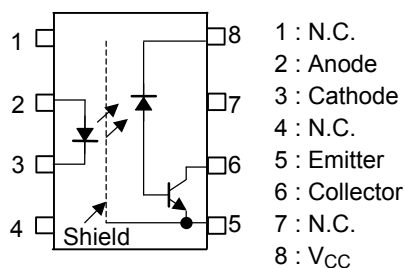 1
2
3
4
Shield
8
7
6
5
1 : N.C.
2 : Anode
3 : Cathode
4 : N.C.
5 : Emitter
6 : Collector
7 : N.C.
8 : VCC